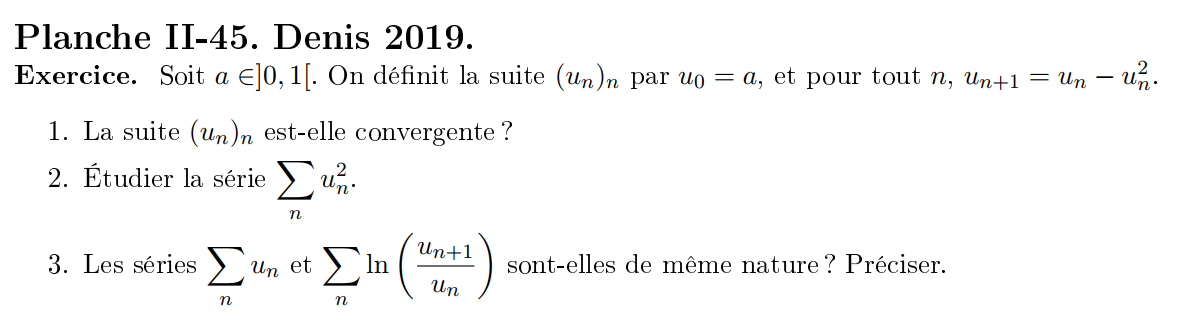 Planche II-45. Denis 2019.
Exercice. Soit $a \in ]0, 1[$. On définit la suite $(u_n)_n$ par $u_0 = a$, et pour tout $n$, $u_{n+1} = u_n - u_n^2$.
1. La suite $(u_n)_n$ est-elle convergente ?
2. Étudier la série $\sum_n u_n^2$.
3. Les séries $\sum_n u_n$ et $\sum_n \ln \left( \frac{u_{n+1}}{u_n} \right)$ sont-elles de même nature ? Préciser.